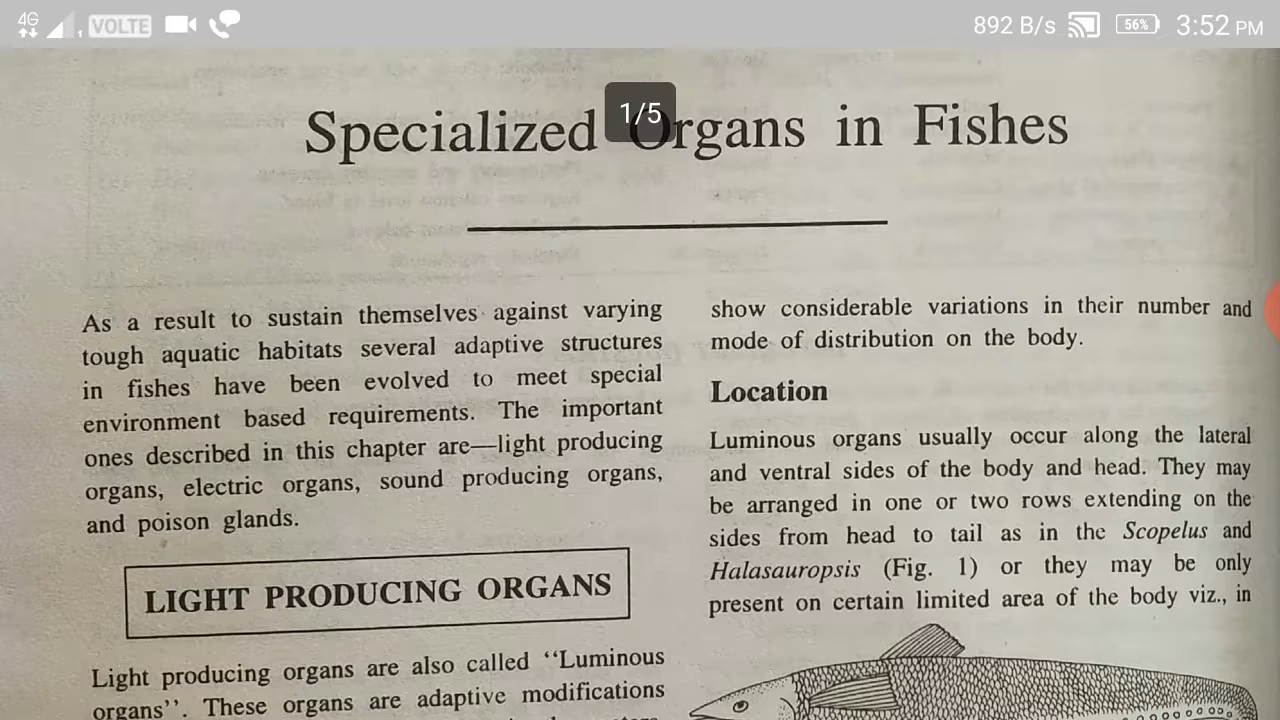 4G
VOLTE
892 B/s
56%
3:52 PM
1/5
Specialized Organs in Fishes
As a result to sustain themselves against varying
tough aquatic habitats several adaptive structures
in fishes have been evolved to meet special
environment based requirements. The important
ones described in this chapter are—light producing
organs, electric organs, sound producing organs,
and poison glands.
LIGHT PRODUCING ORGANS
Light producing organs are also called “Luminous
organs”. These organs are adaptive modifications
show considerable variations in their number and
mode of distribution on the body.
Location
Luminous organs usually occur along the lateral
and ventral sides of the body and head. They may
be arranged in one or two rows extending on the
sides from head to tail as in the Scopelus and
Halasauropsis (Fig. 1) or they may be only
present on certain limited area of the body viz., in